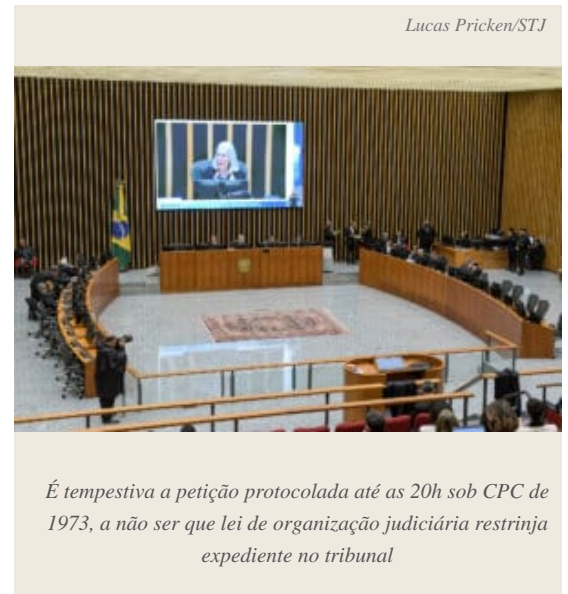 Lucas Pricken/STJ
É tempestiva a petição protocolada até as 20h sob CPC de
1973, a não ser que lei de organização judiciária restrinja
expediente no tribunal